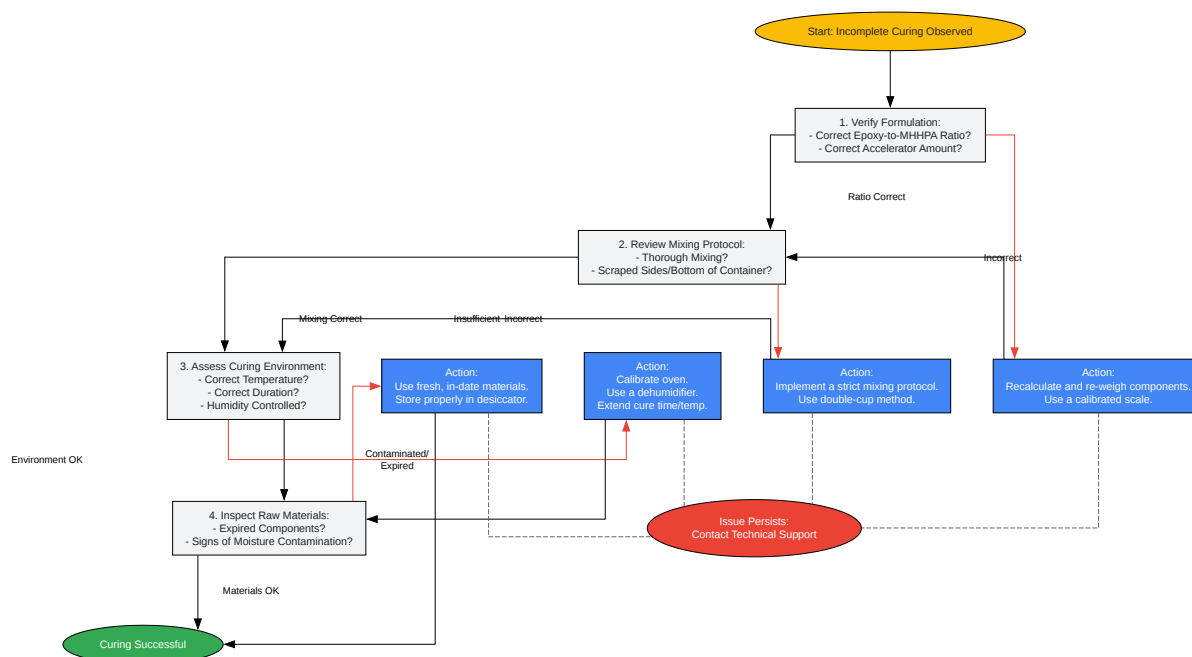 Start: Incomplete Curing Observed
1. Verify Formulation:
- Correct Epoxy-to-MHHPA Ratio?
- Correct Accelerator Amount?
Ratio Correct
2. Review Mixing Protocol:
- Thorough Mixing?
- Scraped Sides/Bottom of Container?
Incorrect
Mixing Correct
Insufficient
Incorrect
3. Assess Curing Environment:
- Correct Temperature?
- Correct Duration?
- Humidity Controlled?
Action:
Use fresh, in-date materials.
Store properly in desiccator.
Action:
Calibrate oven.
Use a dehumidifier.
Extend cure time/temp.
Action:
Implement a strict mixing protocol.
Use double-cup method.
Action:
Recalculate and re-weigh components.
Use a calibrated scale.
Environment OK
Contaminated/
Expired
4. Inspect Raw Materials:
- Expired Components?
- Signs of Moisture Contamination?
Issue Persists:
Contact Technical Support
Materials OK
Curing Successful